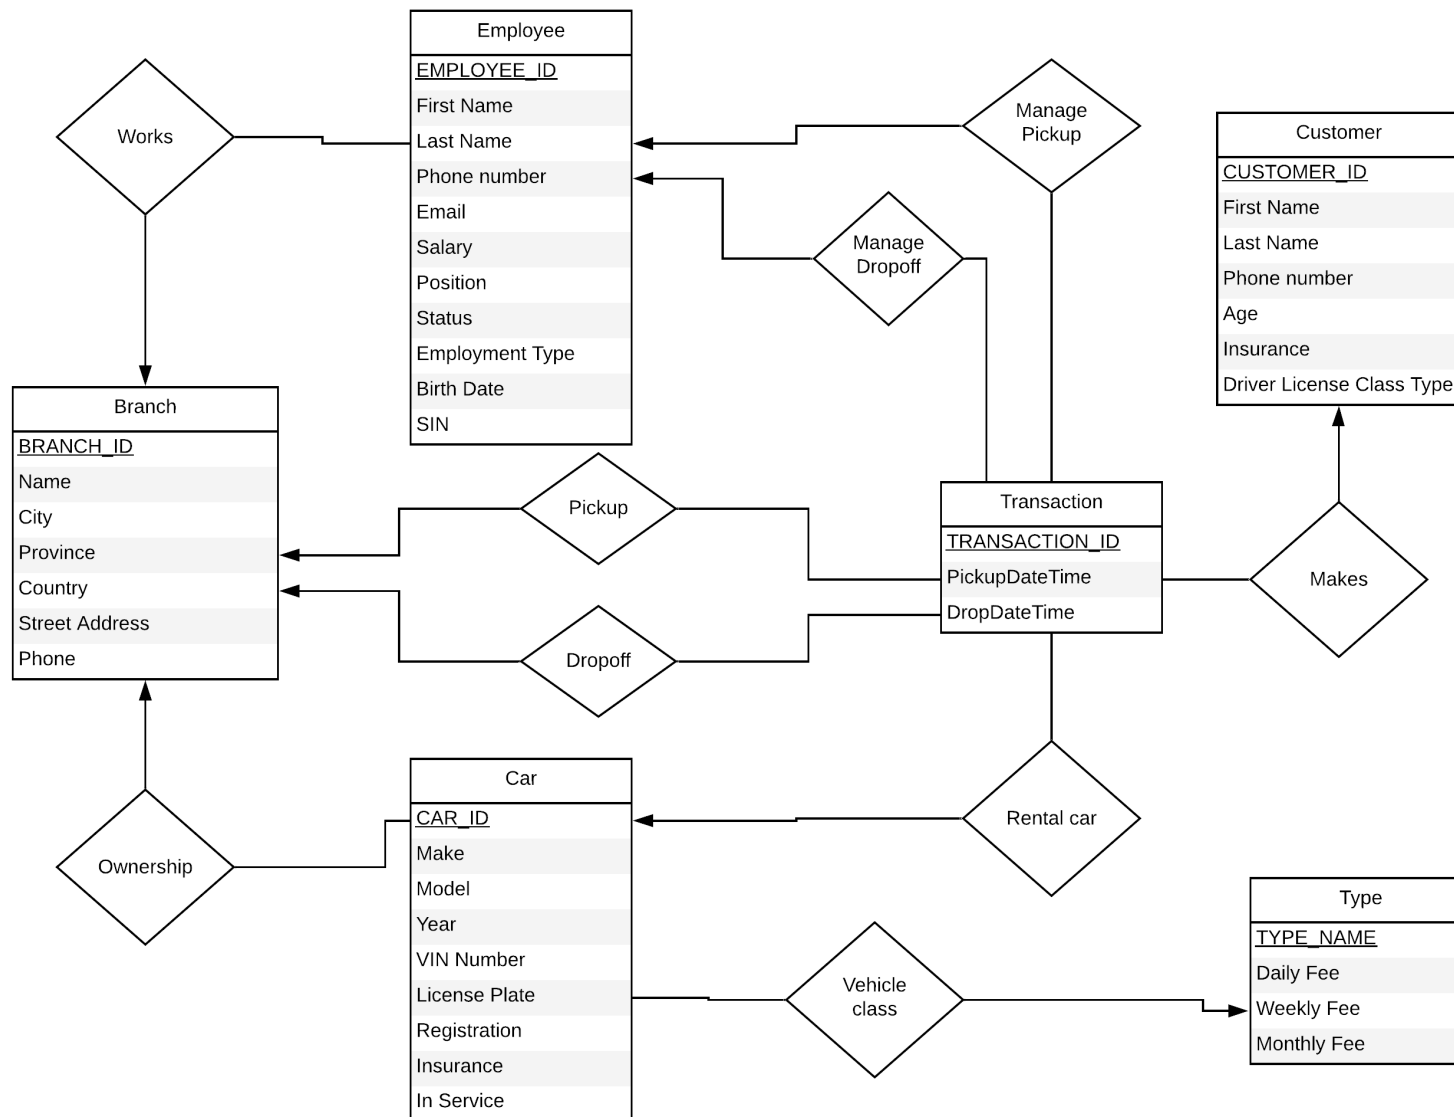 Employee
EMPLOYEE_ID
First Name
Last Name
Phone number
Email
Salary
Position
Status
Employment Type
Birth Date
SIN
Works
Manage
Pickup
Manage
Dropoff
Customer
CUSTOMER_ID
First Name
Last Name
Phone number
Age
Insurance
Driver License Class Type
Branch
BRANCH_ID
Name
City
Province
Country
Street Address
Phone
Pickup
Dropoff
Transaction
TRANSACTION_ID
PickupDateTime
DropDateTime
Makes
Ownership
Car
CAR_ID
Make
Model
Year
VIN Number
License Plate
Registration
Insurance
In Service
Rental car
Vehicle
class
Type
TYPE_NAME
Daily Fee
Weekly Fee
Monthly Fee